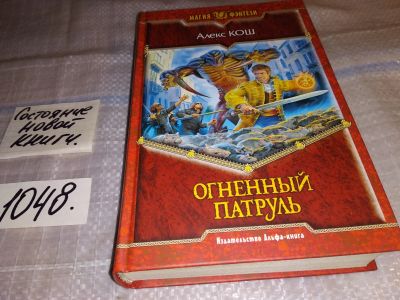 МАГИЯ ФЭНТЕЗИ
Алекс КОШ
ОГНЕННЫЙ
ПАТРУЛЬ
Издательство Альфа-книга
Состояние
новой
книги.
1048.